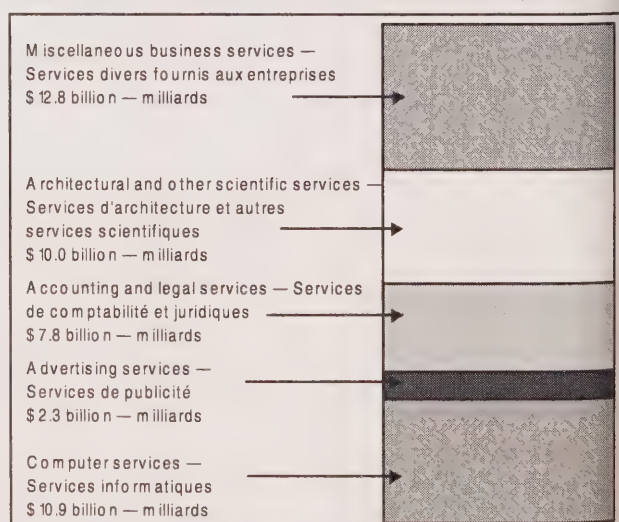 Miscellaneous business services —
Services divers fournis aux entreprises
$ 12.8 billion — milliards
Architectural and other scientific services —
Services d'architecture et autres
services scientifiques
$ 10.0 billion — milliards
Accounting and legal services — Services
de comptabilité et juridiques
$ 7.8 billion — milliards
Advertising services —
Services de publicité
$ 2.3 billion — milliards
Computer services —
Services informatiques
$ 10.9 billion — milliards